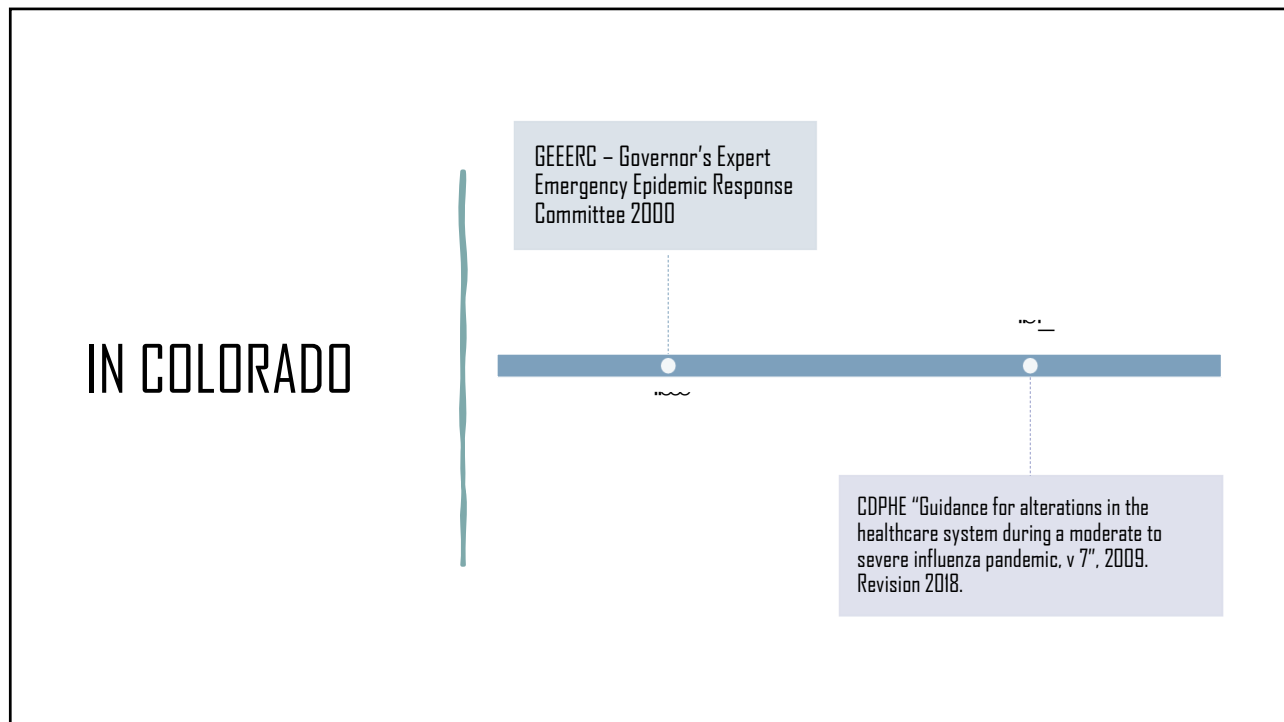 IN COLORADO
GEEERC – Governor's Expert
Emergency Epidemic Response
Committee 2000
CDPHE "Guidance for alterations in the
healthcare system during a moderate to
severe influenza pandemic, v 7", 2009.
Revision 2018.